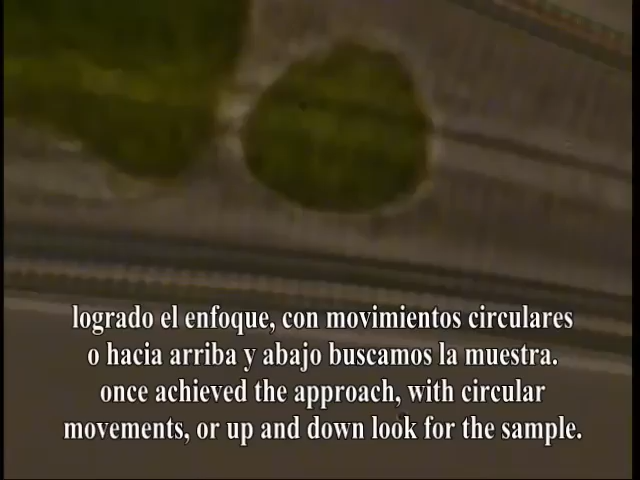 logrado el enfoque, con movimientos circulares
o hacia arriba y abajo buscamos la muestra.
once achieved the approach, with circular
movements, or up and down look for the sample.